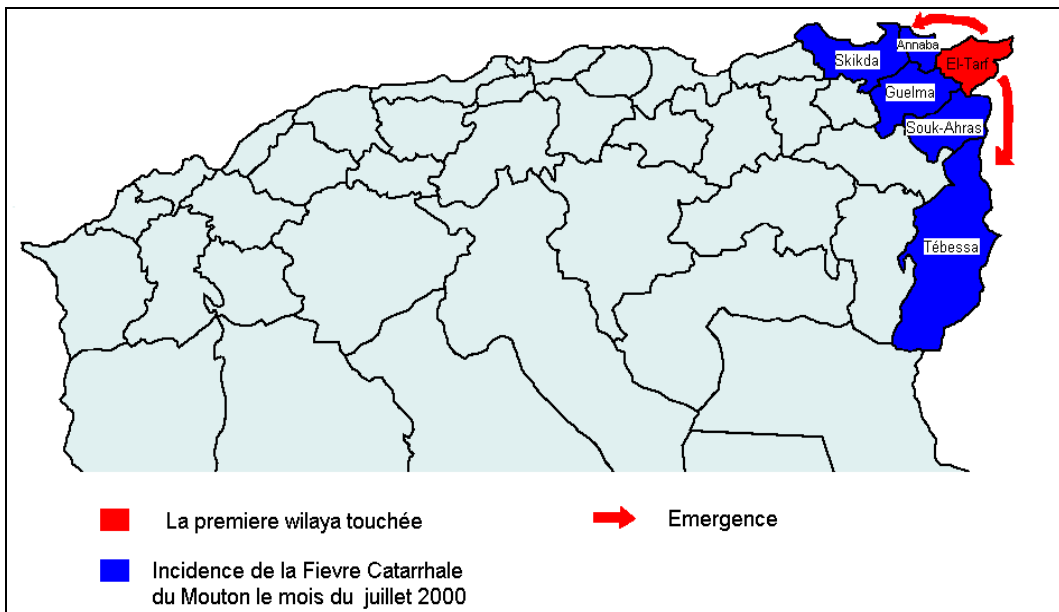 Annaba
Skikda
El-Tarf
Guelma
Souk-Ahras
Tébessa
La premiere wilaya touchée
Emergence
Incidence de la Fievre Catarrhale
du Mouton le mois du juillet 2000